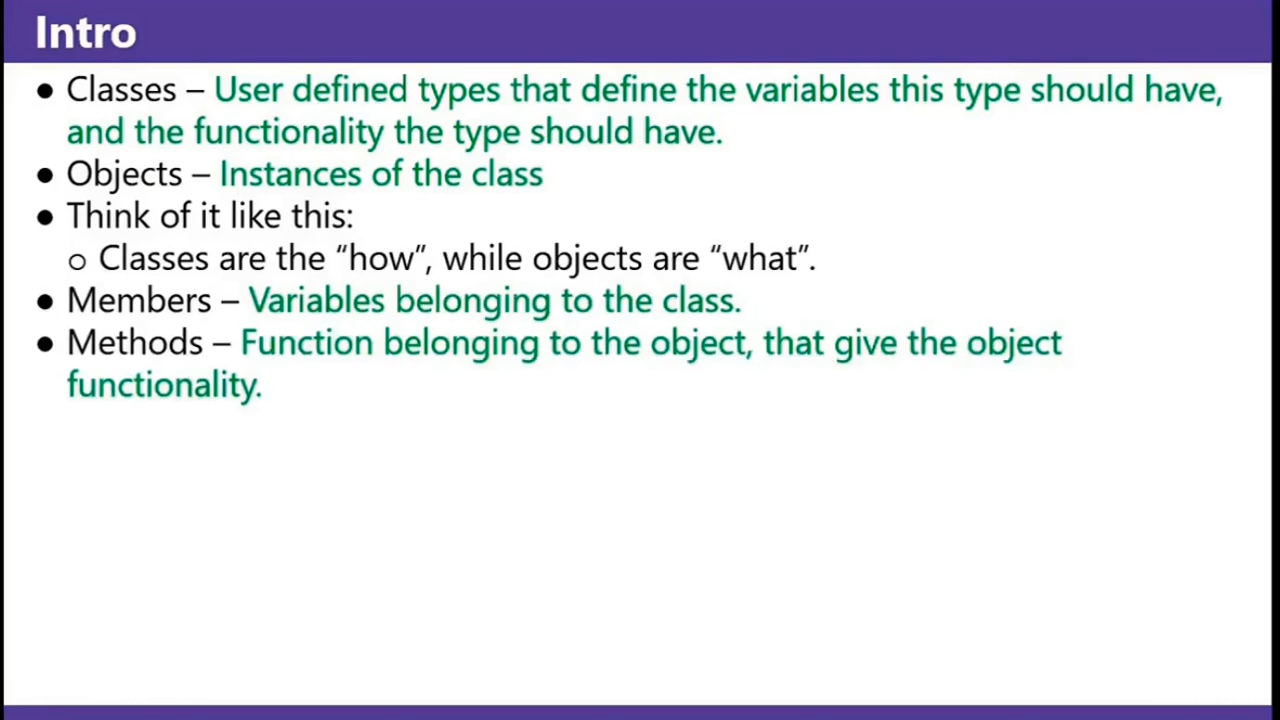 Intro
● Classes – User defined types that define the variables this type should have,
and the functionality the type should have.
● Objects – Instances of the class
● Think of it like this:
○ Classes are the “how”, while objects are “what”.
● Members – Variables belonging to the class.
● Methods – Function belonging to the object, that give the object
functionality.